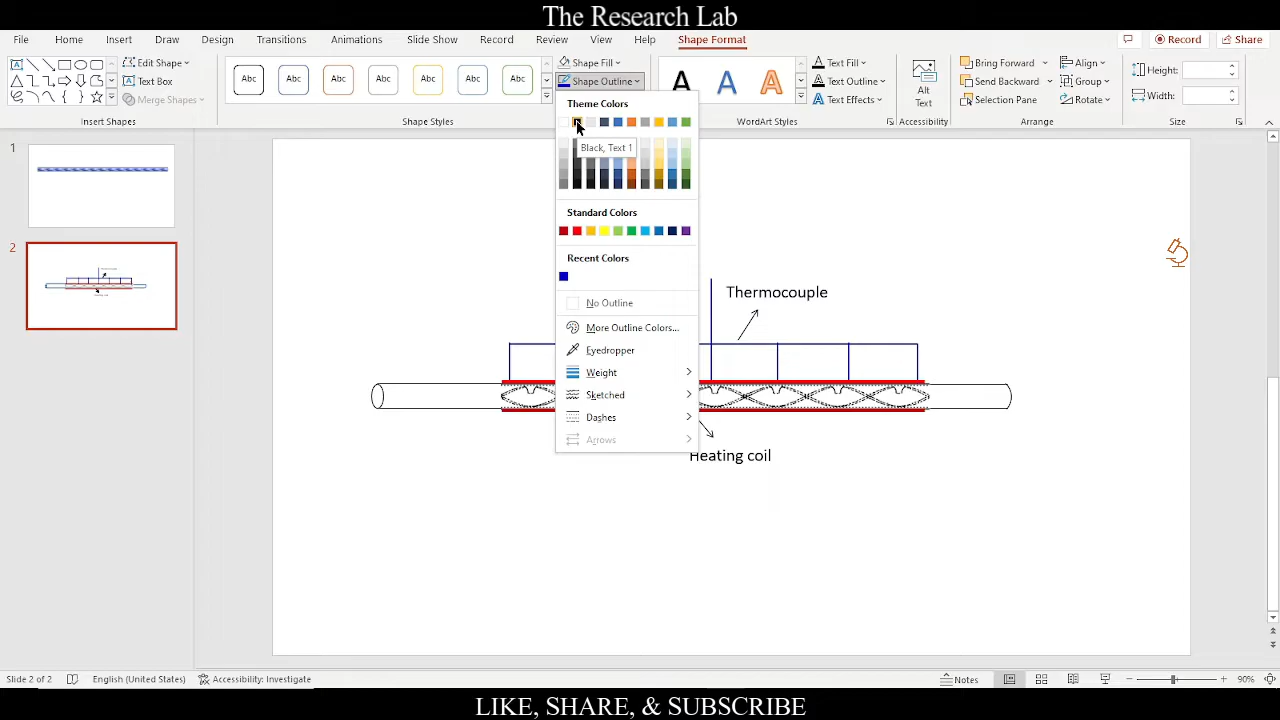 The Research Lab
File Home Insert Draw Design Transitions Animations Slide Show Record Review View Help Shape Format Record Share
Edit Shape
Text Box
Merge Shapes
Insert Shapes
Abc Abc Abc Abc Abc Abc Abc
Shape Styles
Shape Fill
Shape Outline
A A A
WordArt Styles
Text Fill
Text Outline
Text Effects
Alt
Text
Accessibility
Bring Forward
Send Backward
Selection Pane
Align
Group
Rotate
Arrange
Height:
Width:
Size
Theme Colors
Black, Text 1
Standard Colors
Recent Colors
No Outline
More Outline Colors...
Eyedropper
Weight
Sketched
Dashes
Arrows
1
2
Thermocouple
Heating coil
Slide 2 of 2 English (United States) Accessibility: Investigate Notes 90%
LIKE, SHARE, & SUBSCRIBE